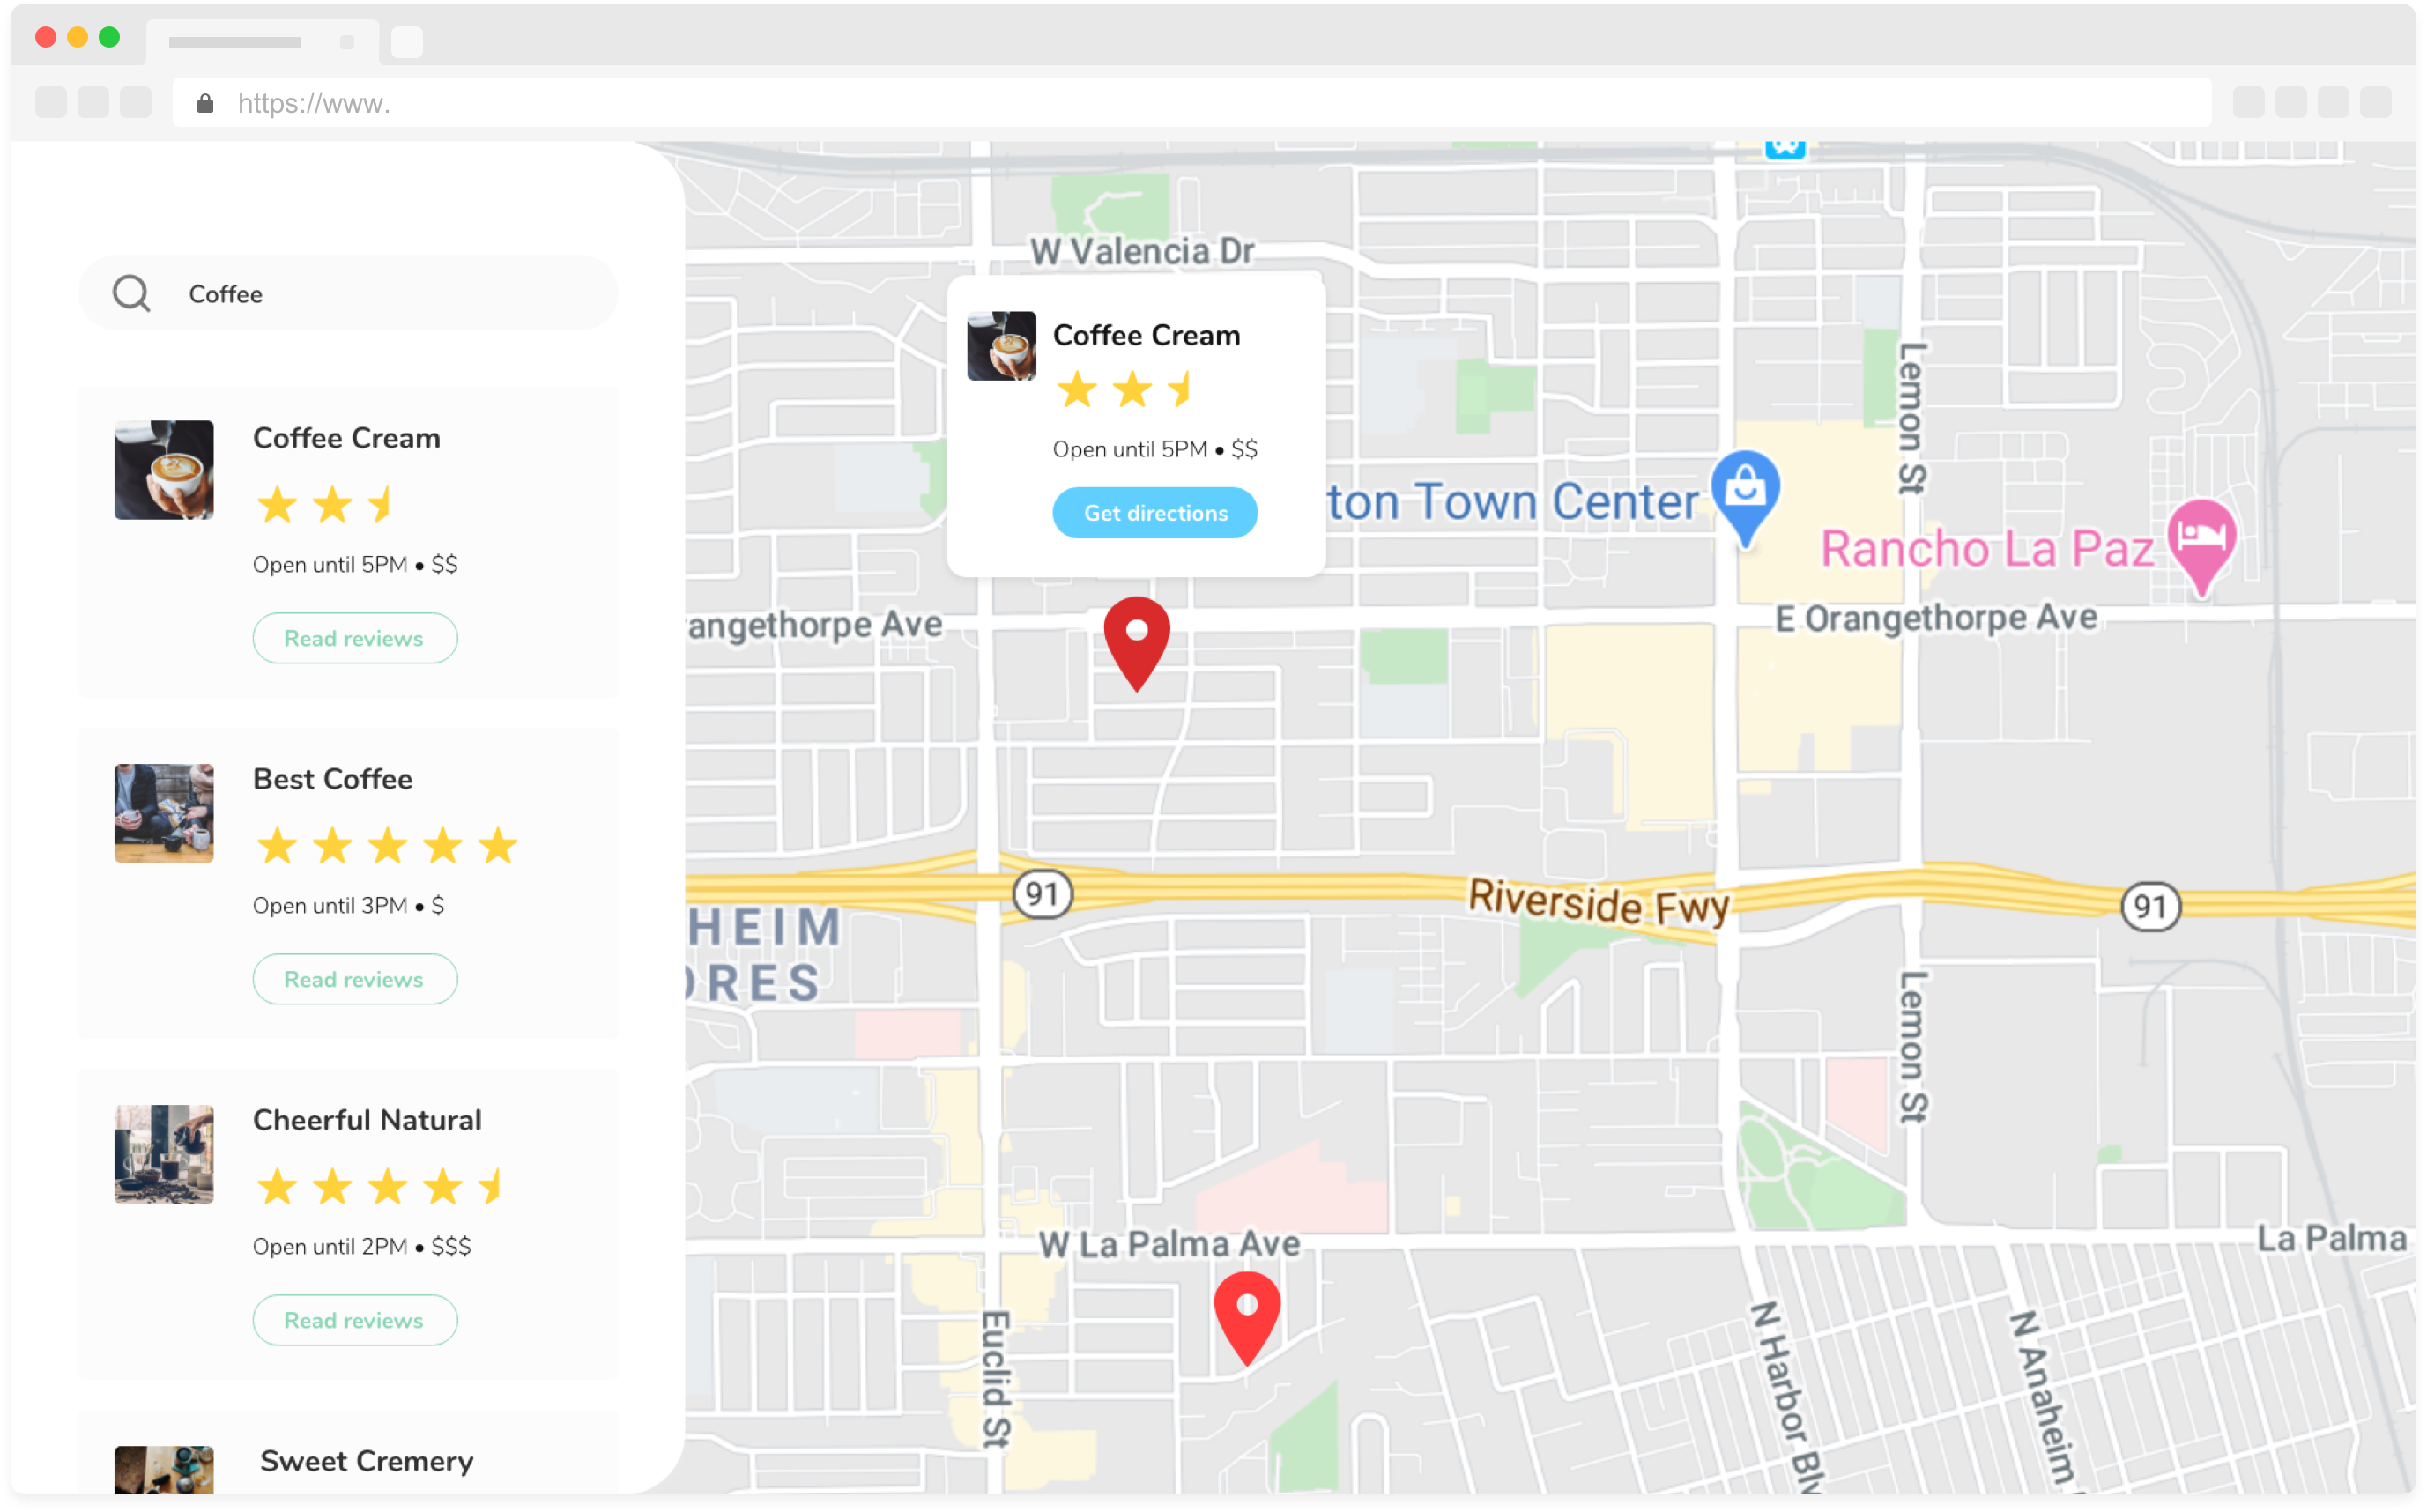 https://www.
Coffee
Coffee Cream
Open until 5PM • $$
Read reviews
Best Coffee
Open until 3PM • $
Read reviews
Cheerful Natural
Open until 2PM • $$$
Read reviews
Sweet Cremery
W Valencia Dr
Coffee Cream
Open until 5PM • $$
Get directions
ton Town Center
Lemon St
Rancho La Paz
angethorpe Ave
E Orangethorpe Ave
91
Riverside Fwy
91
HEIM
ORES
Lemon St
W La Palma Ave
La Palma
Euclid St
N Harbor Blv
N Anaheim